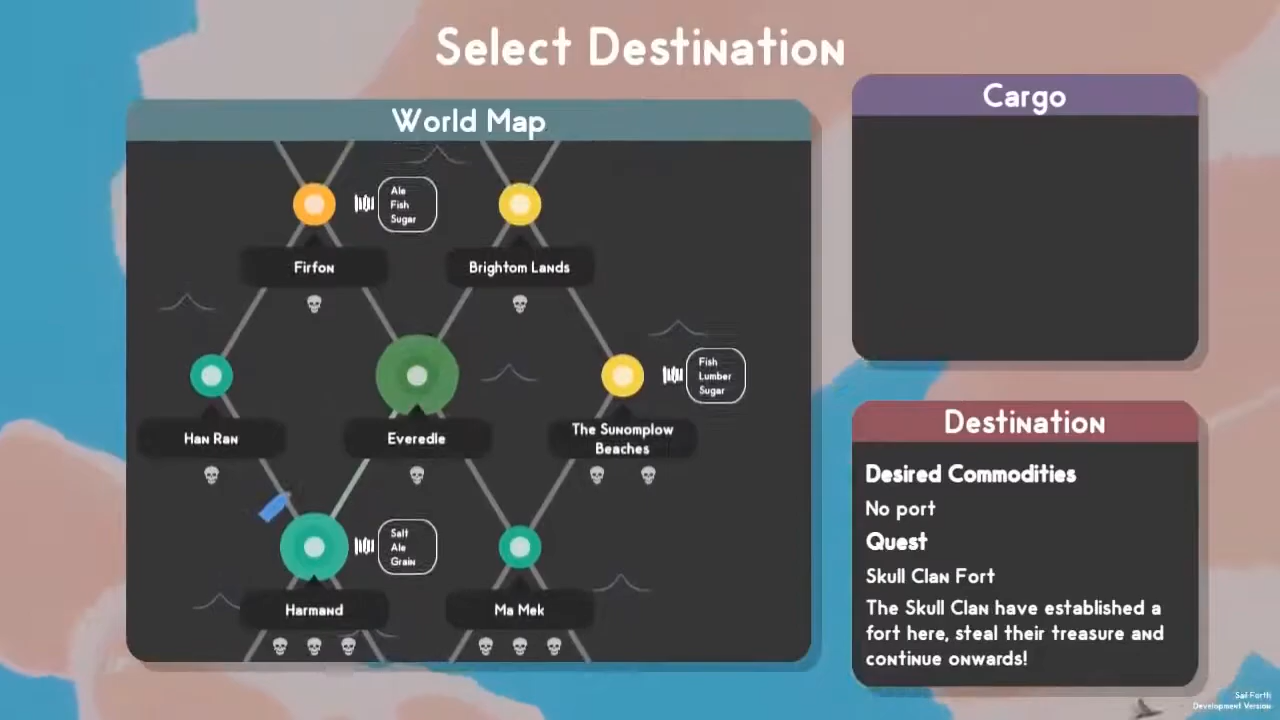 Select Destination
World Map
Ale
Fish
Sugar
Firfon
Brightom Lands
Fish
Lumber
Sugar
Han Ran
Everedle
The Sunomplow
Beaches
Salt
Ale
Grain
Harmand
Ma Mek
Cargo
Destination
Desired Commodities
No port
Quest
Skull Clan Fort
The Skull Clan have established a
fort here, steal their treasure and
continue onwards!
Sail Forth
Development Version